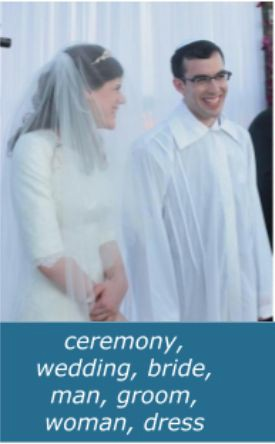 ceremony,
wedding, bride,
man, groom,
woman, dress